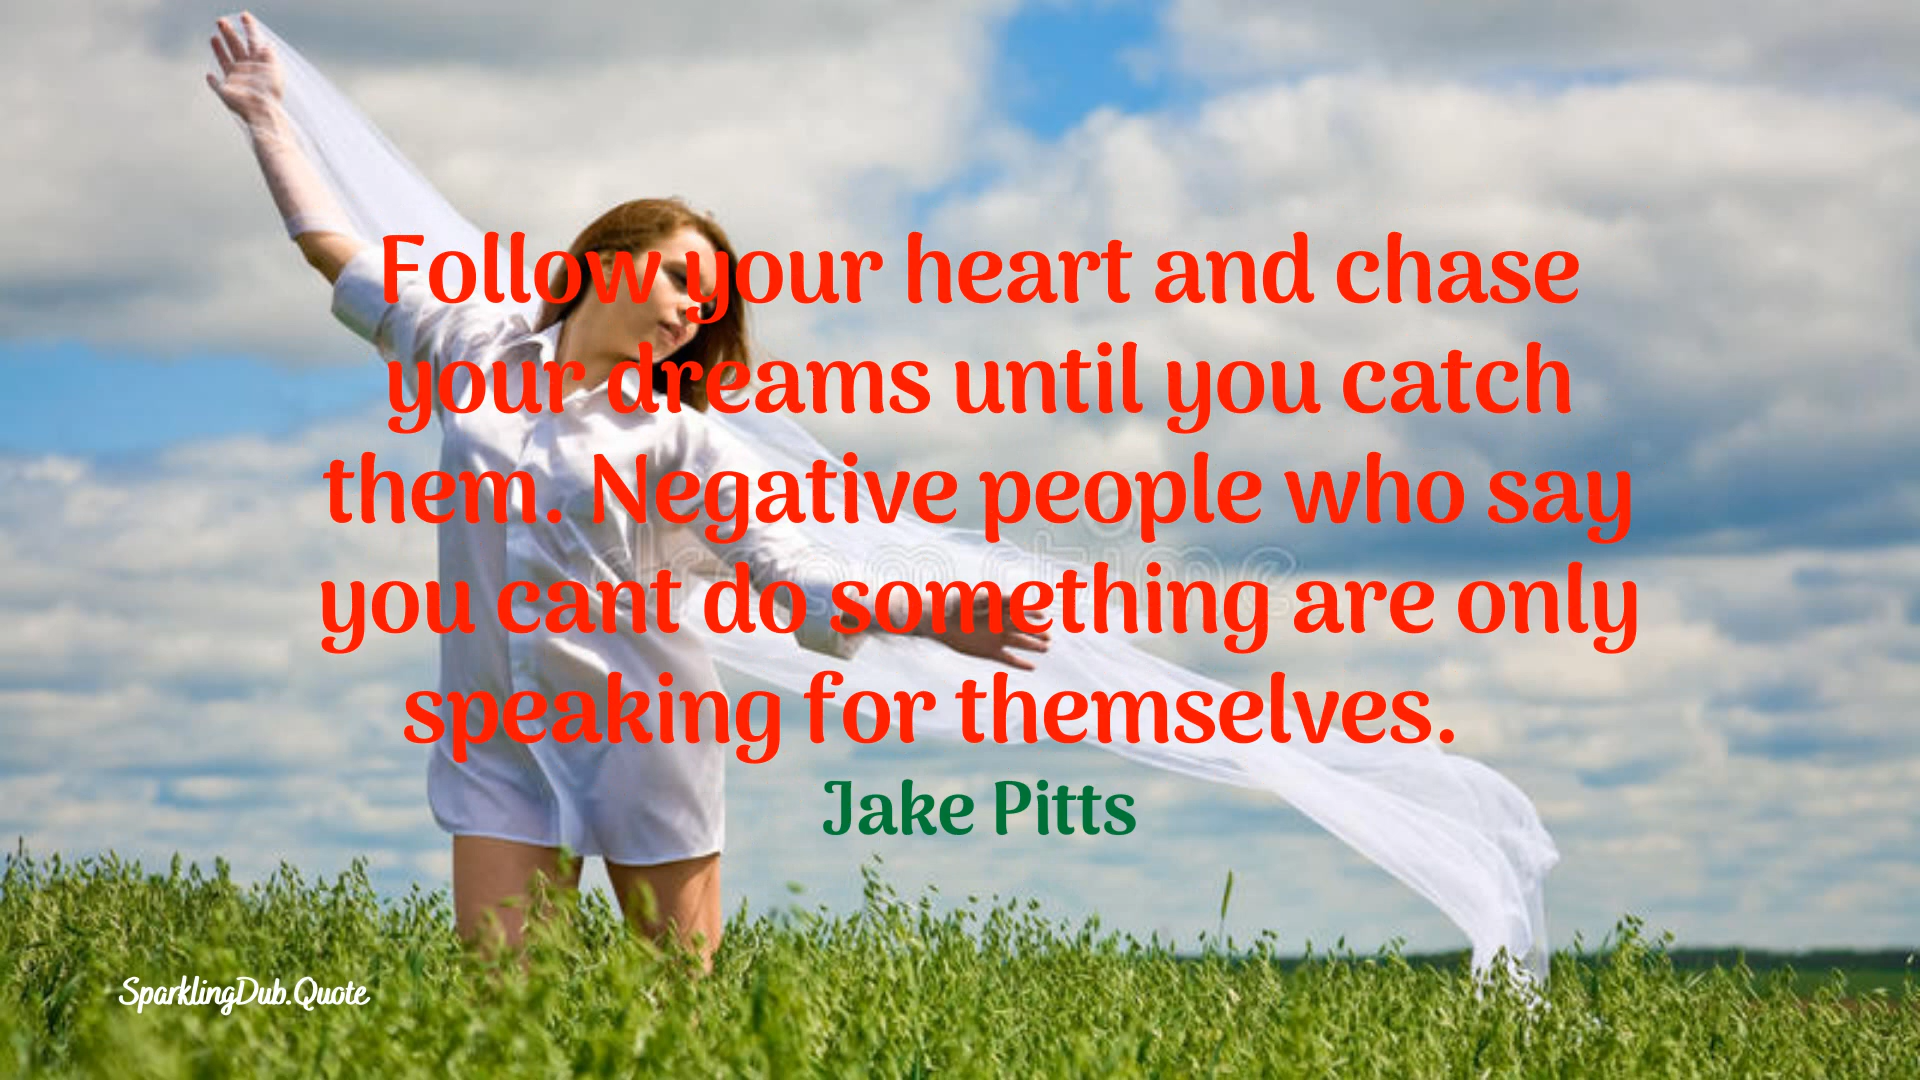 Follow your heart and chase
your dreams until you catch
them. Negative people who say
you cant do something are only
speaking for themselves.
Jake Pitts
dreamstime
SparklingDub.Quote